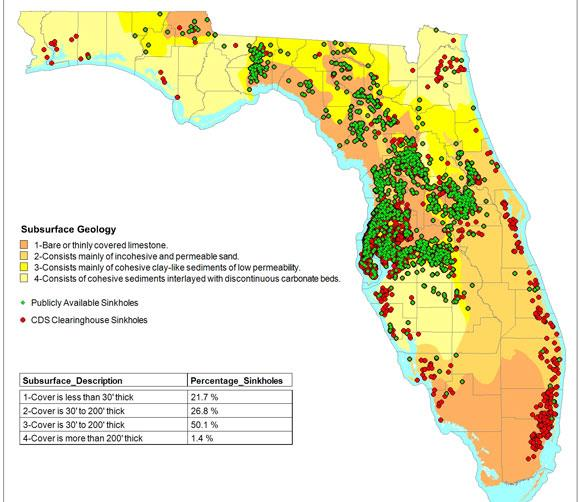 Subsurface Geology
1-Bare or thinly covered limestone.
2-Consists mainly of incohesive and permeable sand.
3-Consists mainly of cohesive clay-like sediments of low permeability.
4-Consists of cohesive sediments interlayed with discontinuous carbonate beds.
Publicly Available Sinkholes
CDS Clearinghouse Sinkholes
Subsurface_Description Percentage_Sinkholes
1-Cover is less than 30' thick 21.7 %
2-Cover is 30' to 200' thick 26.8 %
3-Cover is 30' to 200' thick 50.1 %
4-Cover is more than 200' thick 1.4 %